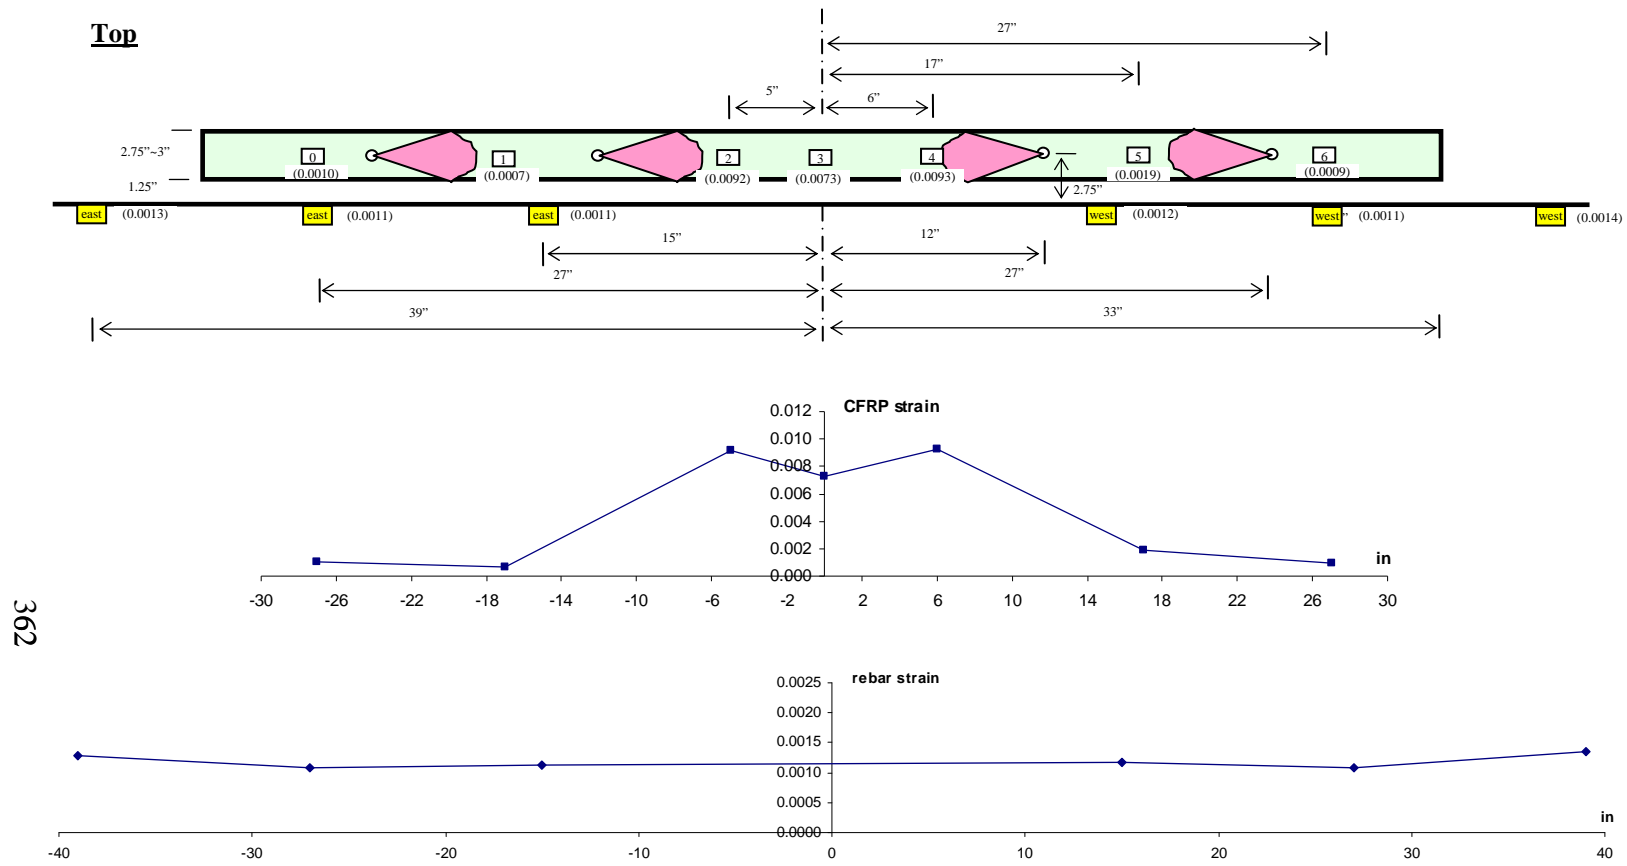 Top
27”
17”
5” 6”
2.75”~3”
0 1 2 3 4 5 6
(0.0010) (0.0007) (0.0092) (0.0073) (0.0093) (0.0019) (0.0009)
1.25” 2.75”
east (0.0013) east (0.0011) east (0.0011) west (0.0012) west ” (0.0011) west (0.0014)
15” 12”
27” 27”
39” 33”
CFRP strain
0.012
0.010
0.008
0.006
0.004
0.002
0.000
in
-30 -26 -22 -18 -14 -10 -6 -2 2 6 10 14 18 22 26 30
362
rebar strain
0.0025
0.0020
0.0015
0.0010
0.0005
0.0000
in
-40 -30 -20 -10 0 10 20 30 40